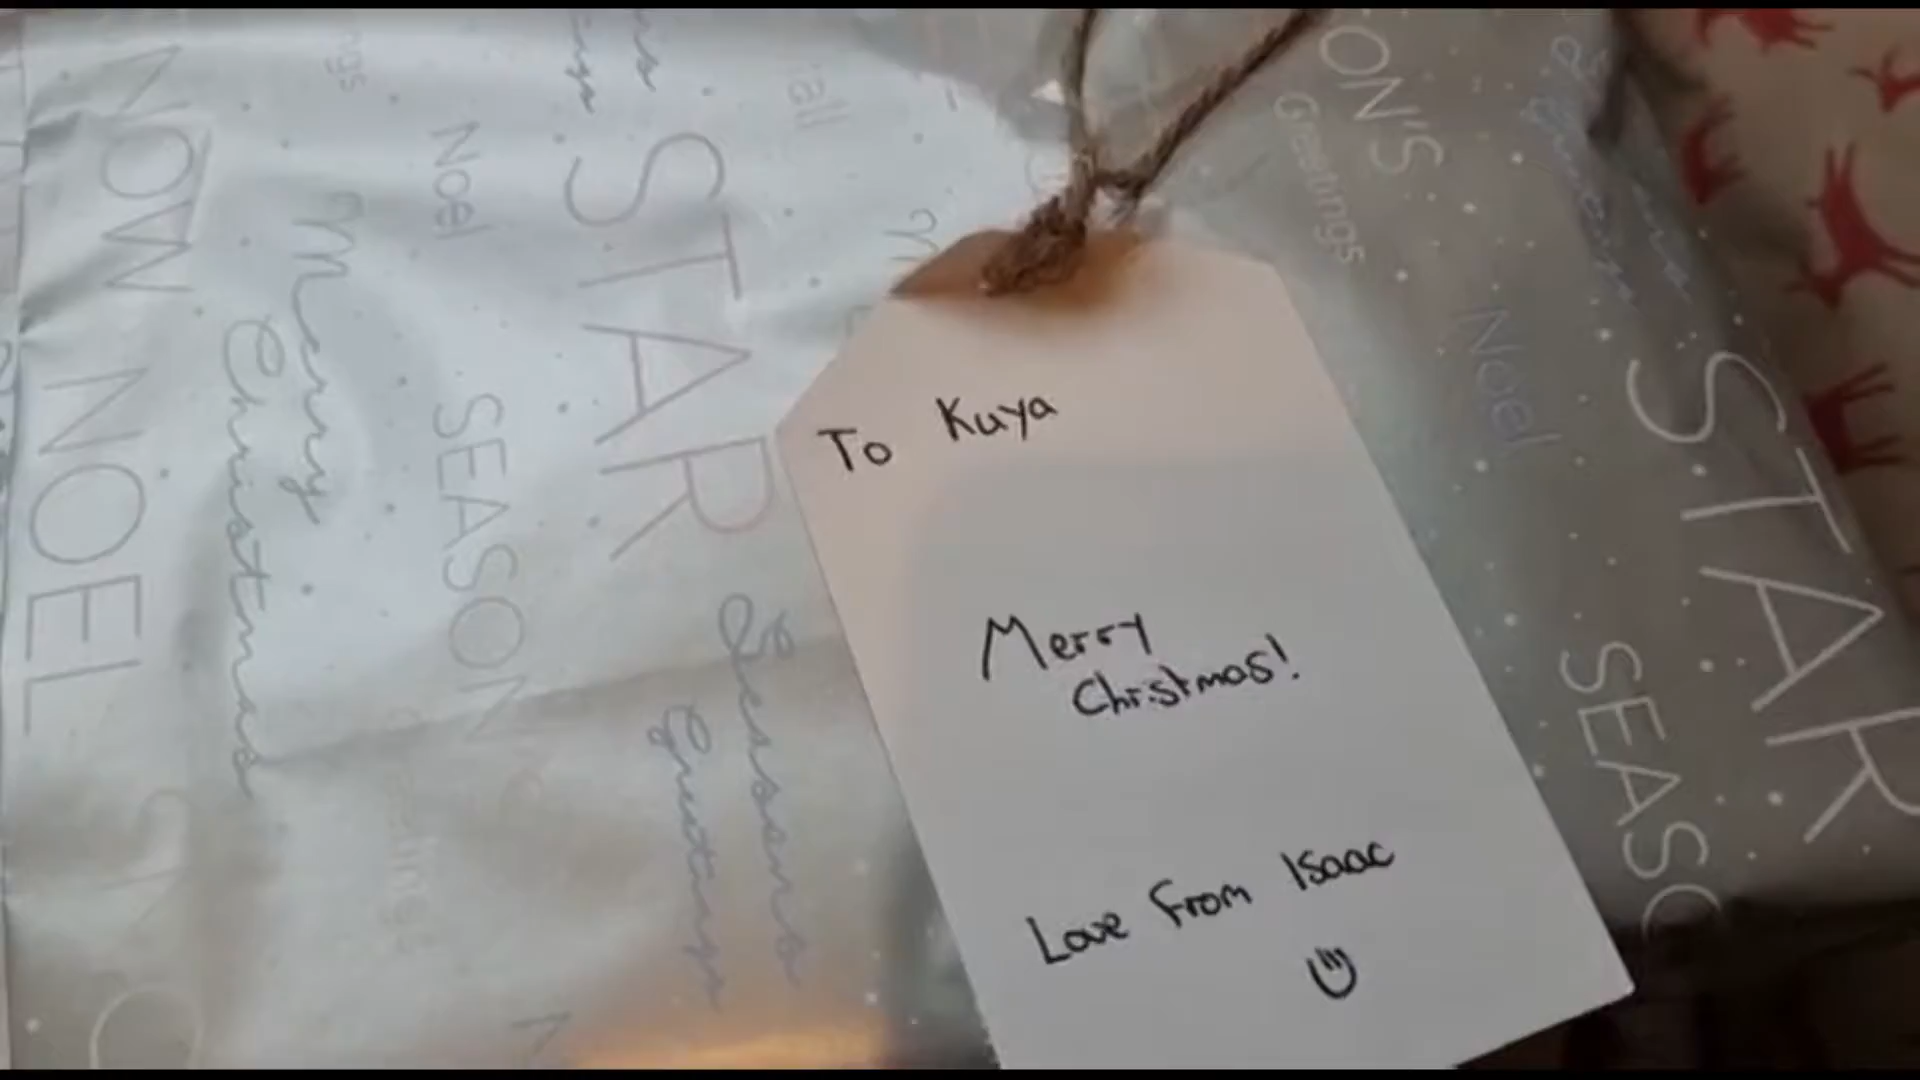 To Kuya
Merry
Christmas!
Love From Isaac
NOW
NOEL
Merry
Christmas
Noel
SEASON
STAR
Seasons
Greetings
ON'S
Greetings
Noel
STAR
SEASO